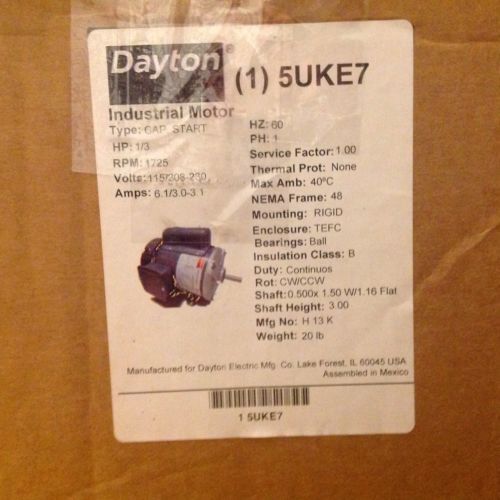 Dayton®
(1) 5UKE7
Industrial Motor
Type: CAP START
HP: 1/3
RPM: 1725
Volts: 115/208-230
Amps: 6.1/3.0-3.1
HZ: 60
PH: 1
Service Factor: 1.00
Thermal Prot: None
Max Amb: 40ºC
NEMA Frame: 48
Mounting: RIGID
Enclosure: TEFC
Bearings: Ball
Insulation Class: B
Duty: Continuos
Rot: CW/CCW
Shaft: 0.500x 1.50 W/1.16 Flat
Shaft Height: 3.00
Mfg No: H 13 K
Weight: 20 lb
Manufactured for Dayton Electric Mfg. Co. Lake Forest, IL 60045 USA
Assembled in Mexico
1 5UKE7